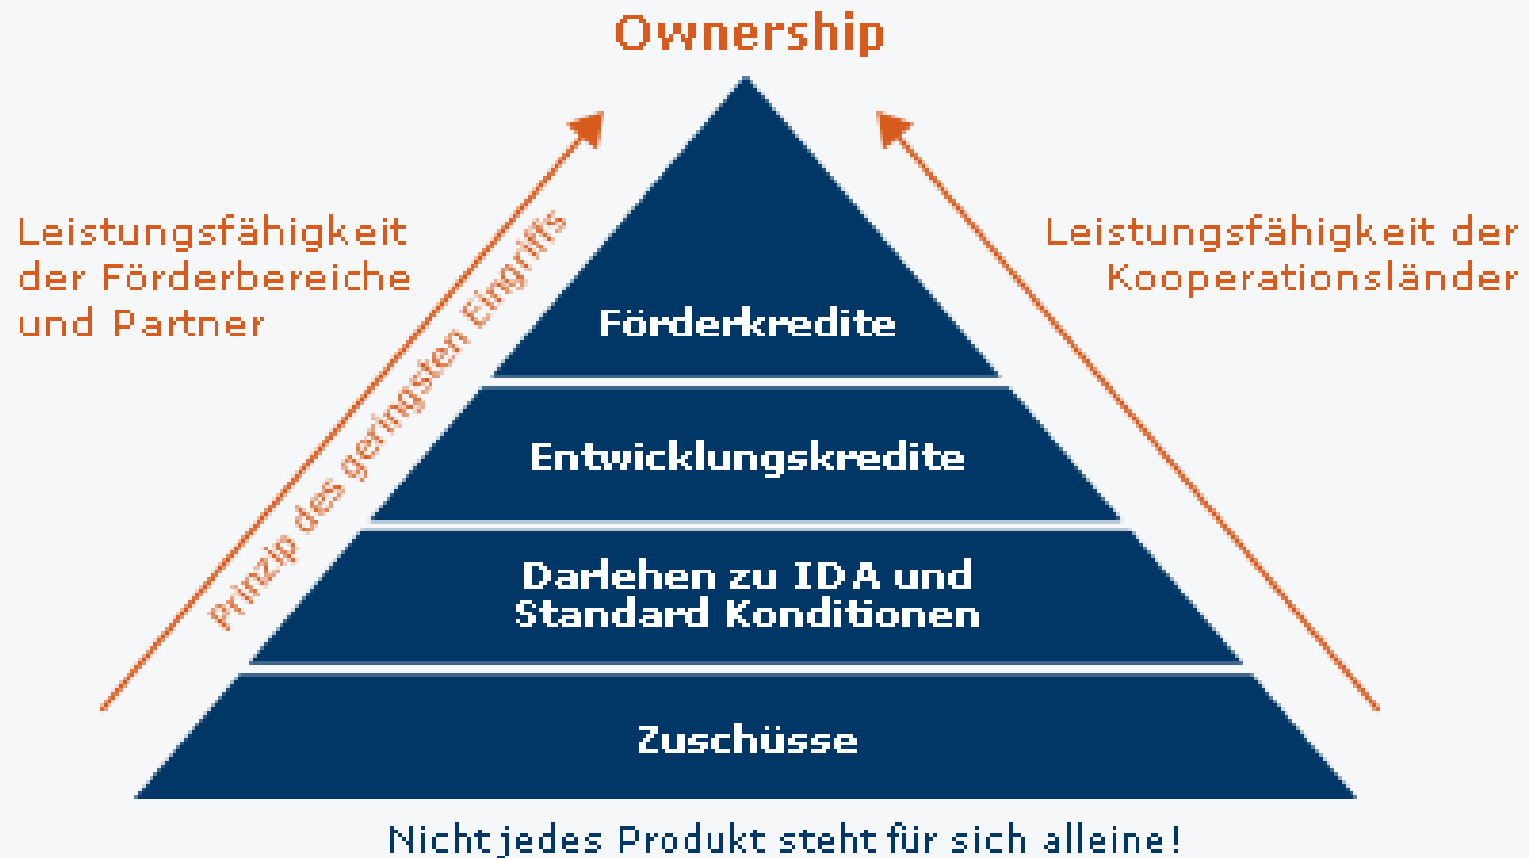 Ownership
Leistungsfähigkeit
der Förderbereiche
und Partner
Prinzip des geringsten Eingriffs
Leistungsfähigkeit der
Kooperationsländer
Förderkredite
Entwicklungskredite
Darlehen zu IDA und
Standard Konditionen
Zuschüsse
Nicht jedes Produkt steht für sich alleine!